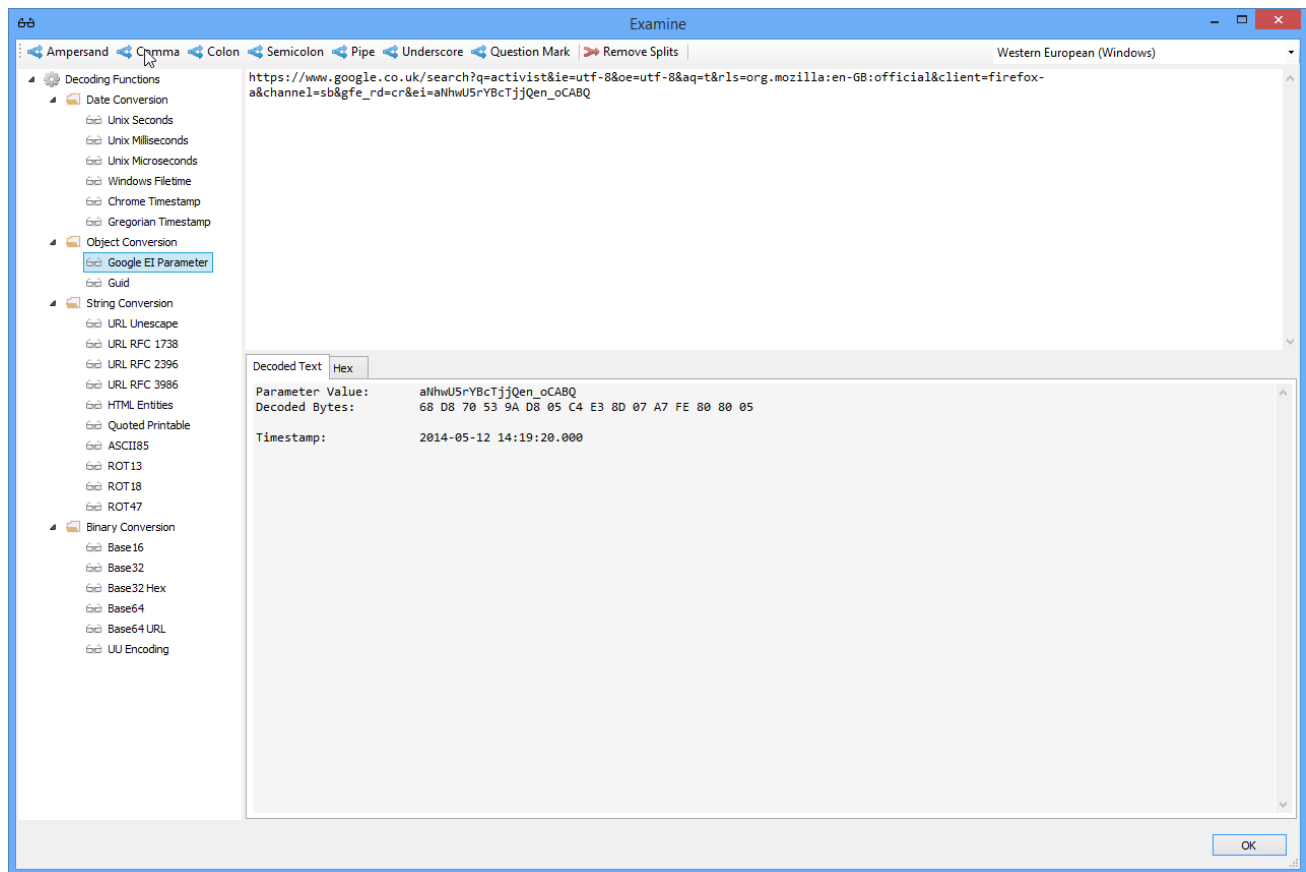 Examine
Ampersand Comma Colon Semicolon Pipe Underscore Question Mark Remove Splits Western European (Windows)
Decoding Functions
Date Conversion
Unix Seconds
Unix Milliseconds
Unix Microseconds
Windows Filetime
Chrome Timestamp
Gregorian Timestamp
Object Conversion
Google EI Parameter
Guid
String Conversion
URL Unescape
URL RFC 1738
URL RFC 2396
URL RFC 3986
HTML Entities
Quoted Printable
ASCII85
ROT13
ROT18
ROT47
Binary Conversion
Base16
Base32
Base32 Hex
Base64
Base64 URL
UU Encoding
https://www.google.co.uk/search?q=activist&ie=utf-8&oe=utf-8&aq=t&rls=org.mozilla:en-GB:official&client=firefox-
a&channel=sb&gfe_rd=cr&ei=aNhwU5rYBcTjjQen_oCABQ
Decoded Text Hex
Parameter Value: aNhwU5rYBcTjjQen_oCABQ
Decoded Bytes: 68 D8 70 53 9A D8 05 C4 E3 8D 07 A7 FE 80 80 05
Timestamp: 2014-05-12 14:19:20.000
OK